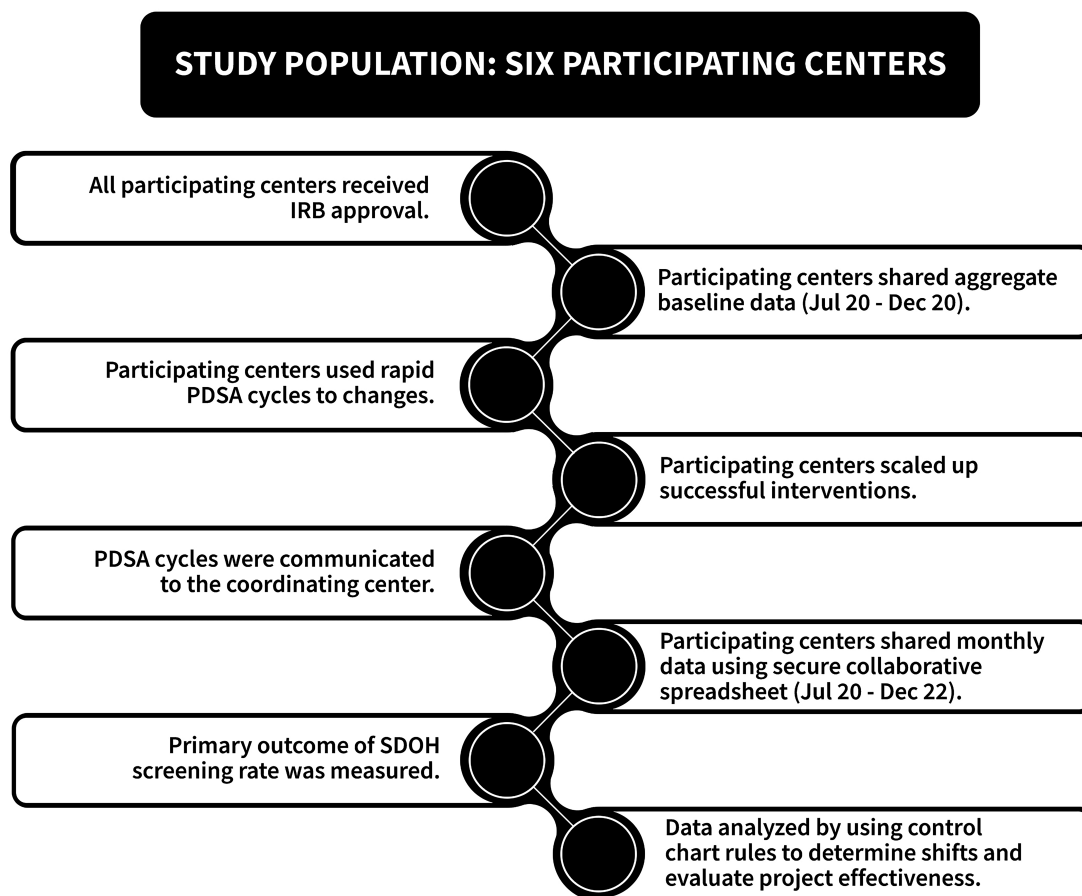 STUDY POPULATION: SIX PARTICIPATING CENTERS
All participating centers received
IRB approval.
Participating centers shared aggregate
baseline data (Jul 20 - Dec 20).
Participating centers used rapid
PDSA cycles to changes.
Participating centers scaled up
successful interventions.
PDSA cycles were communicated
to the coordinating center.
Participating centers shared monthly
data using secure collaborative
spreadsheet (Jul 20 - Dec 22).
Primary outcome of SDOH
screening rate was measured.
Data analyzed by using control
chart rules to determine shifts and
evaluate project effectiveness.